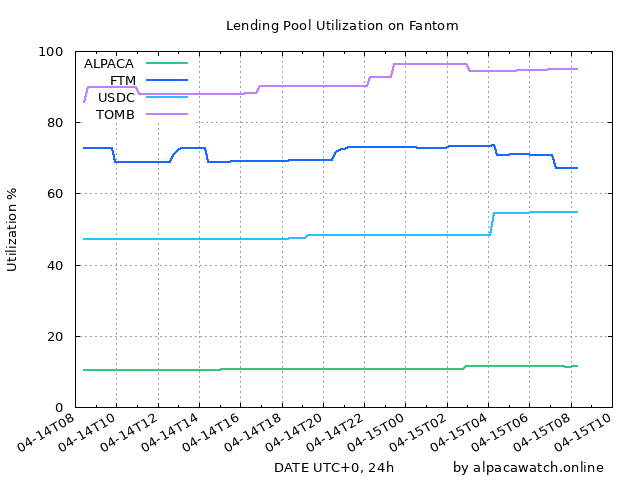 Lending Pool Utilization on Fantom
100
80
60
40
20
0
Utilization %
ALPACA
FTM
USDC
TOMB
04-14T08
04-14T10
04-14T12
04-14T14
04-14T16
04-14T18
04-14T20
04-14T22
04-15T00
04-15T02
04-15T04
04-15T06
04-15T08
04-15T10
DATE UTC+0, 24h
by alpacawatch.online